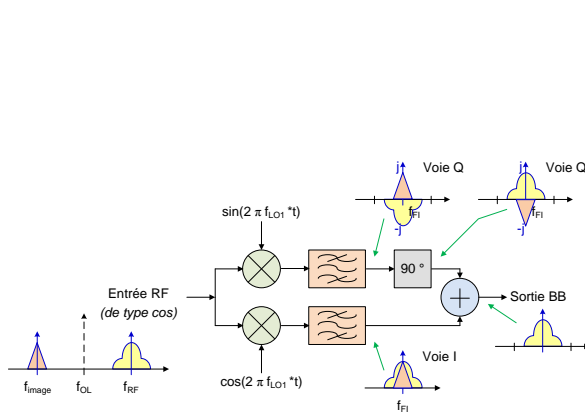 j
Voie Q
f_FI
-j
j
Voie Q
f_FI
-j
sin(2 π f_LO1 *t)
90 °
Entrée RF
(de type cos)
Sortie BB
f_image
f_OL
f_RF
cos(2 π f_LO1 *t)
Voie I
f_FI